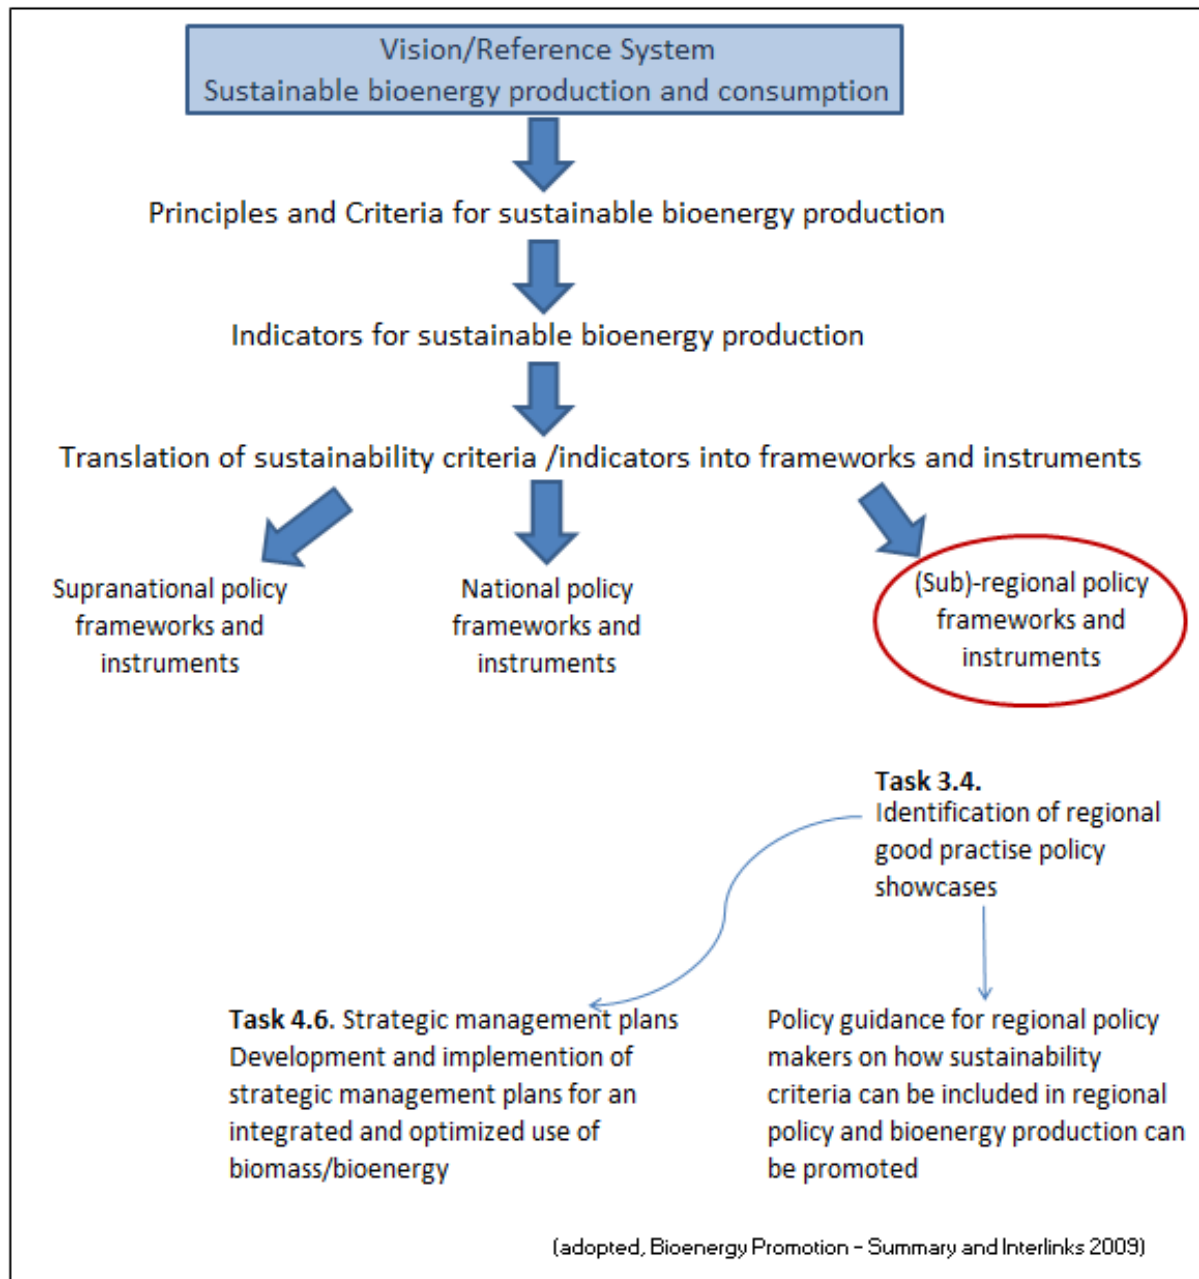 Vision/Reference System
Sustainable bioenergy production and consumption
Principles and Criteria for sustainable bioenergy production
Indicators for sustainable bioenergy production
Translation of sustainability criteria /indicators into frameworks and instruments
Supranational policy
frameworks and
instruments
National policy
frameworks and
instruments
(Sub)-regional policy
frameworks and
instruments
Task 3.4.
Identification of regional
good practise policy
showcases
Task 4.6. Strategic management plans
Development and implemention of
strategic management plans for an
integrated and optimized use of
biomass/bioenergy
Policy guidance for regional policy
makers on how sustainability
criteria can be included in regional
policy and bioenergy production can
be promoted
(adopted, Bioenergy Promotion – Summary and Interlinks 2009)